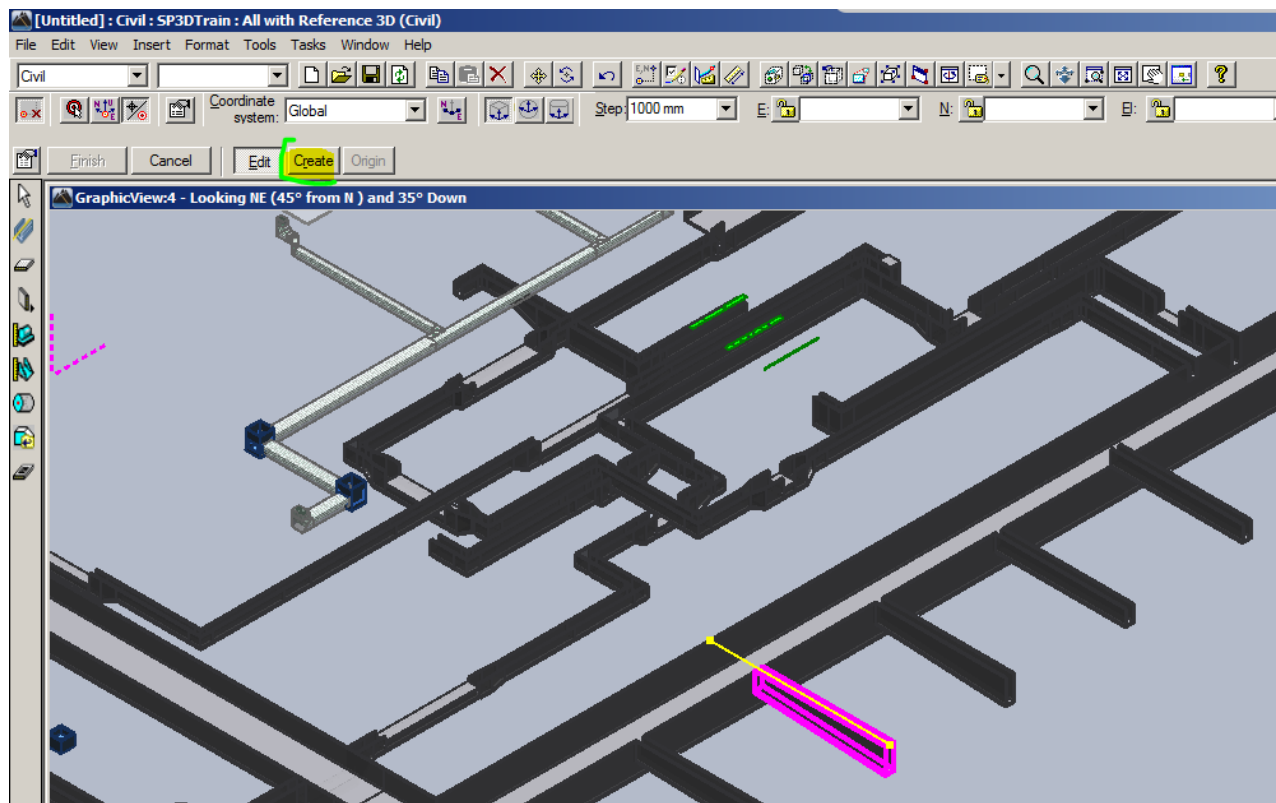 [Untitled] : Civil : SP3DTrain : All with Reference 3D (Civil)
File Edit View Insert Format Tools Tasks Window Help
Civil
Coordinate system: Global Step: 1000 mm E: N: El:
Finish Cancel Edit Create Origin
GraphicView:4 - Looking NE (45° from N ) and 35° Down